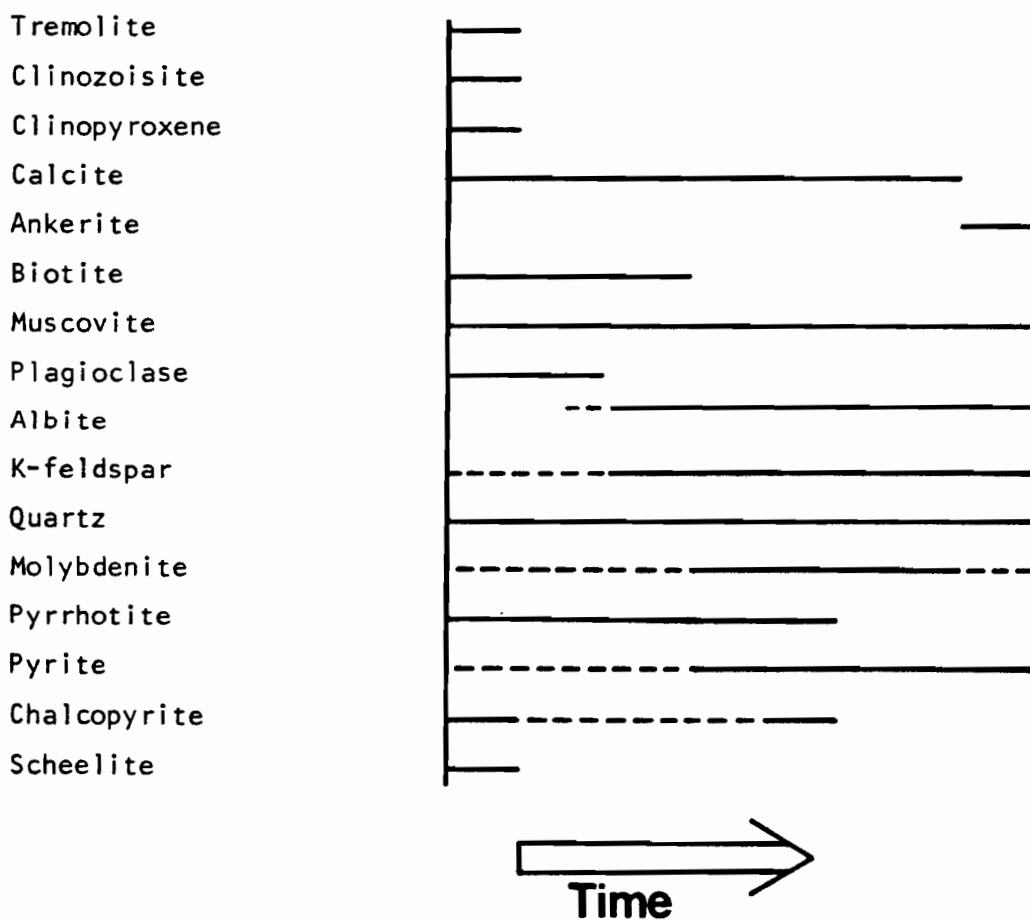 Tremolite
Clinozoisite
Clinopyroxene
Calcite
Ankerite
Biotite
Muscovite
Plagioclase
Albite
K-feldspar
Quartz
Molybdenite
Pyrrhotite
Pyrite
Chalcopyrite
Scheelite
Time